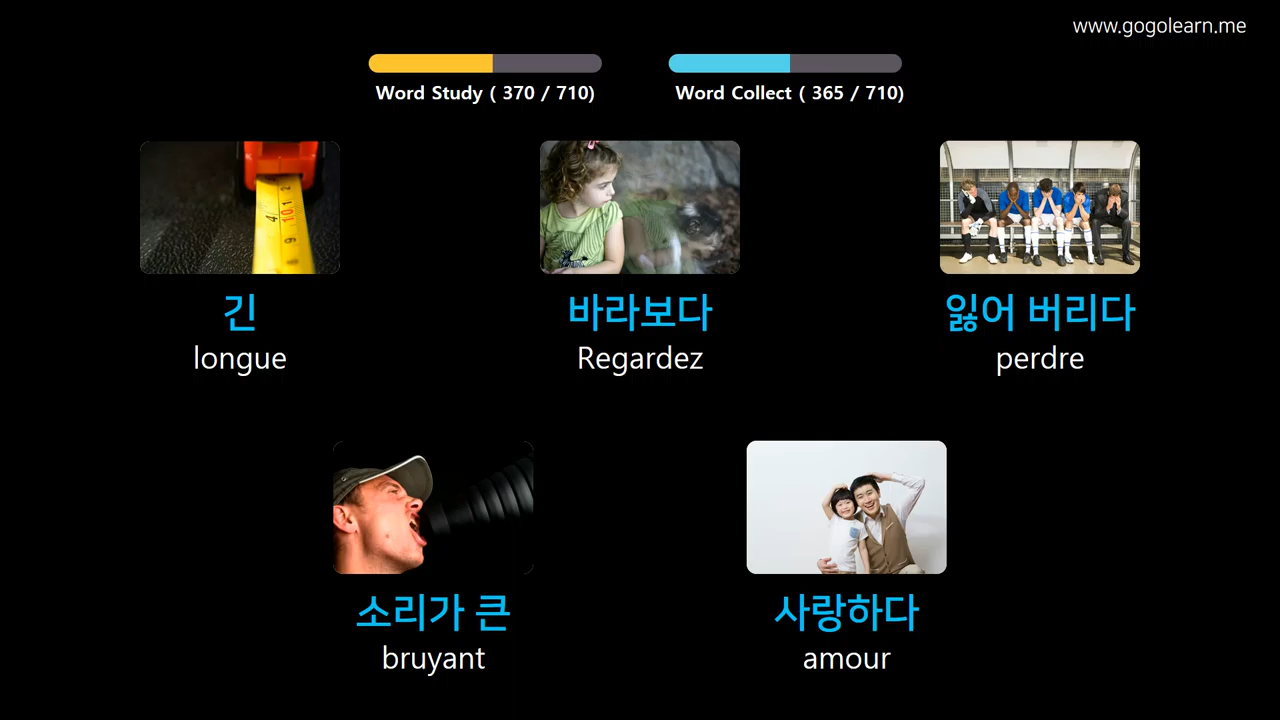 www.gogolearn.me
Word Study ( 370 / 710)
Word Collect ( 365 / 710)
긴
longue
바라보다
Regardez
잃어 버리다
perdre
소리가 큰
bruyant
사랑하다
amour